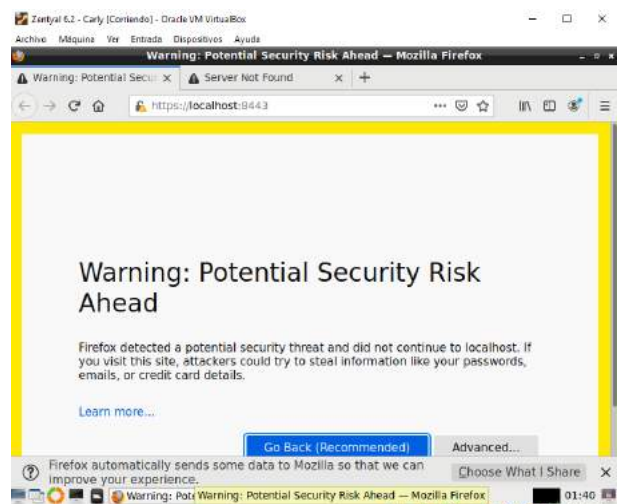 Zentyal 6.2 - Carly [Corriendo] - Oracle VM VirtualBox
Archivo Máquina Ver Entrada Dispositivos Ayuda
Warning: Potential Security Risk Ahead — Mozilla Firefox
Warning: Potential Secu
Server Not Found
https://localhost:8443
Warning: Potential Security Risk
Ahead
Firefox detected a potential security threat and did not continue to localhost. If
you visit this site, attackers could try to steal information like your passwords,
emails, or credit card details.
Learn more...
Go Back (Recommended) Advanced...
Firefox automatically sends some data to Mozilla so that we can
improve your experience.
Choose What I Share
Warning: Pote Warning: Potential Security Risk Ahead — Mozilla Firefox 01:40